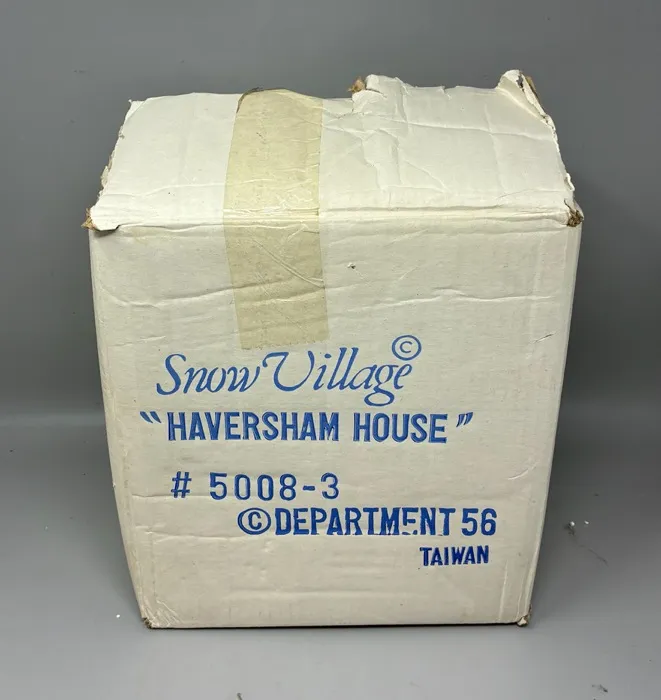 Snow Village ©
"HAVERSHAM HOUSE"
# 5008-3
© DEPARTMENT 56
TAIWAN